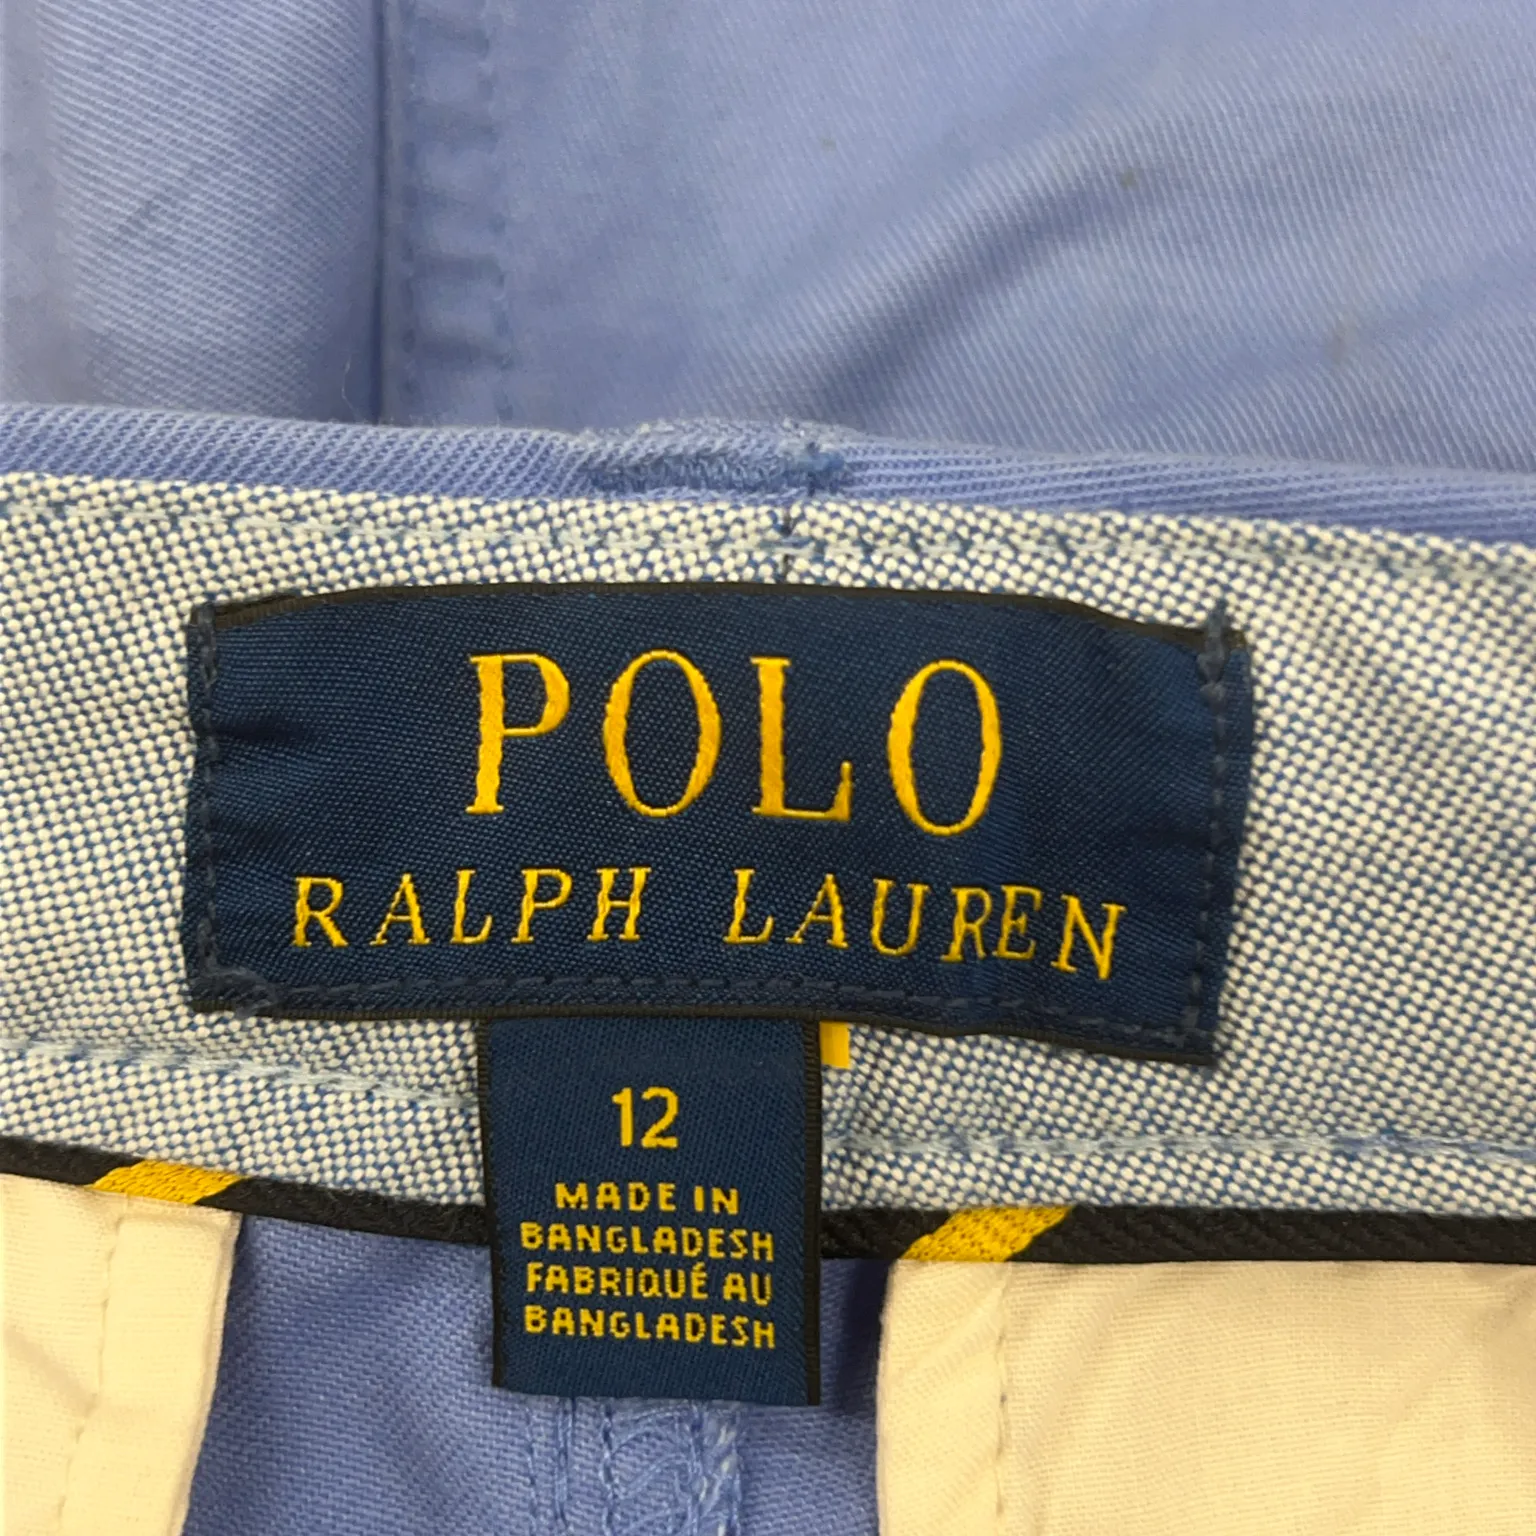 POLO
RALPH LAUREN
12
MADE IN
BANGLADESH
FABRIQUÉ AU
BANGLADESH